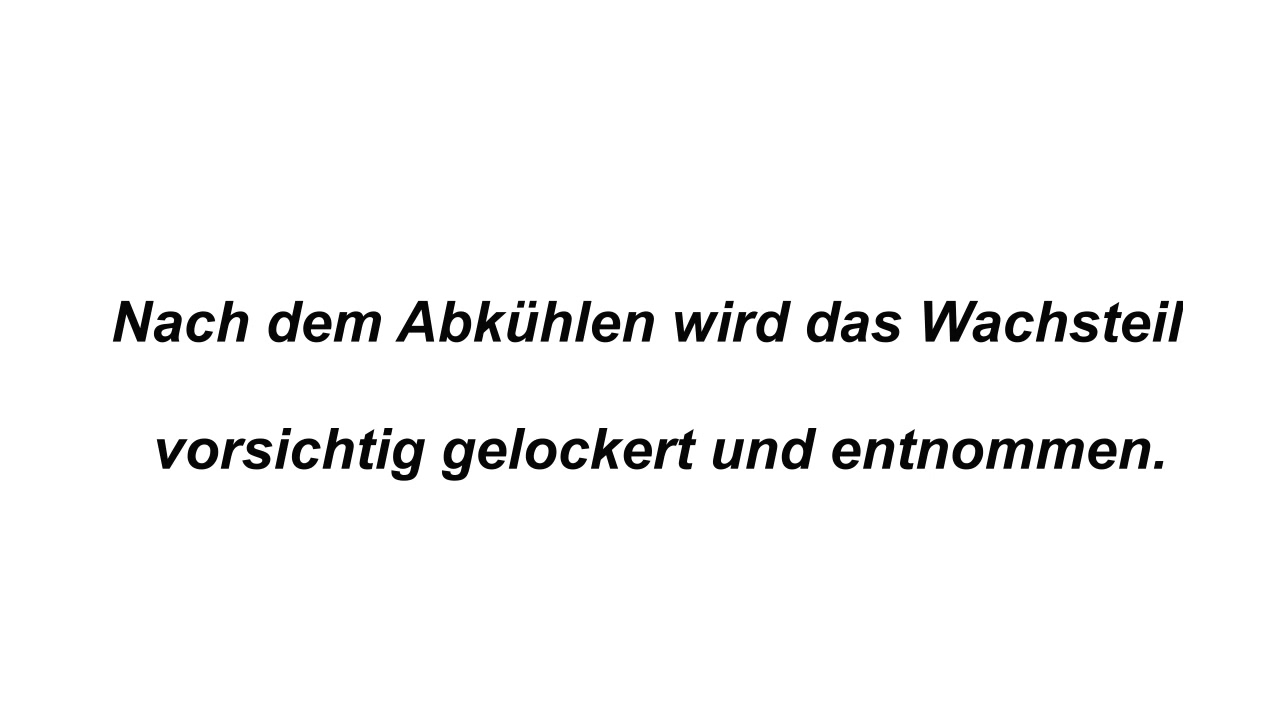 Nach dem Abkühlen wird das Wachsteil
vorsichtig gelockert und entnommen.